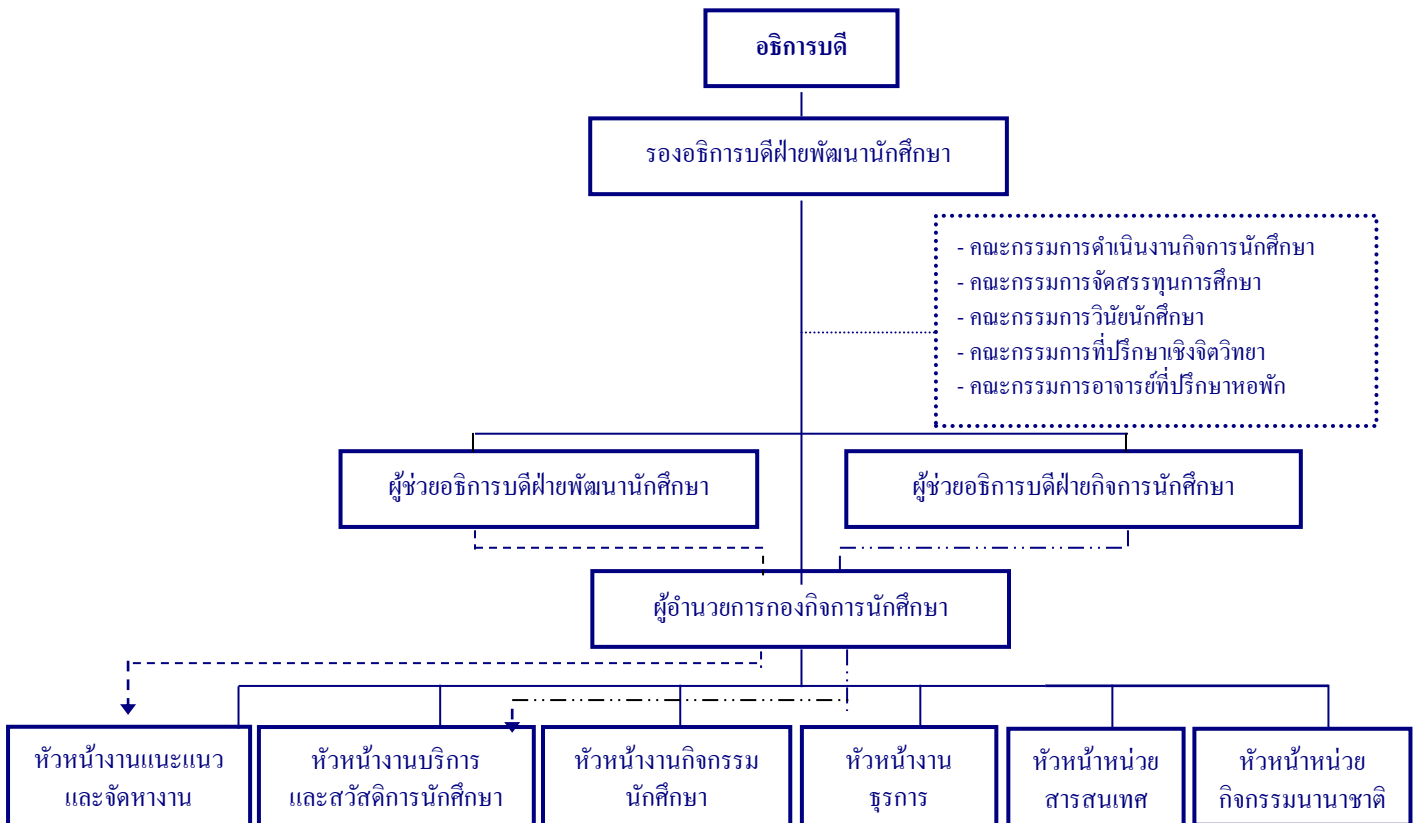 อธิการบดี
รองอธิการบดีฝ่ายพัฒนานักศึกษา
- คณะกรรมการดำเนินงานกิจการนักศึกษา
- คณะกรรมการจัดสรรทุนการศึกษา
- คณะกรรมการวินัยนักศึกษา
- คณะกรรมการที่ปรึกษาเชิงจิตวิทยา
- คณะกรรมการอาจารย์ที่ปรึกษาหอพัก
ผู้ช่วยอธิการบดีฝ่ายพัฒนานักศึกษา
ผู้ช่วยอธิการบดีฝ่ายกิจการนักศึกษา
ผู้อำนวยการกองกิจการนักศึกษา
หัวหน้างานแนะแนว
และจัดหางาน
หัวหน้างานบริการ
และสวัสดิการนักศึกษา
หัวหน้างานกิจกรรม
นักศึกษา
หัวหน้างาน
ธุรการ
หัวหน้าหน่วย
สารสนเทศ
หัวหน้าหน่วย
กิจกรรมนานาชาติ